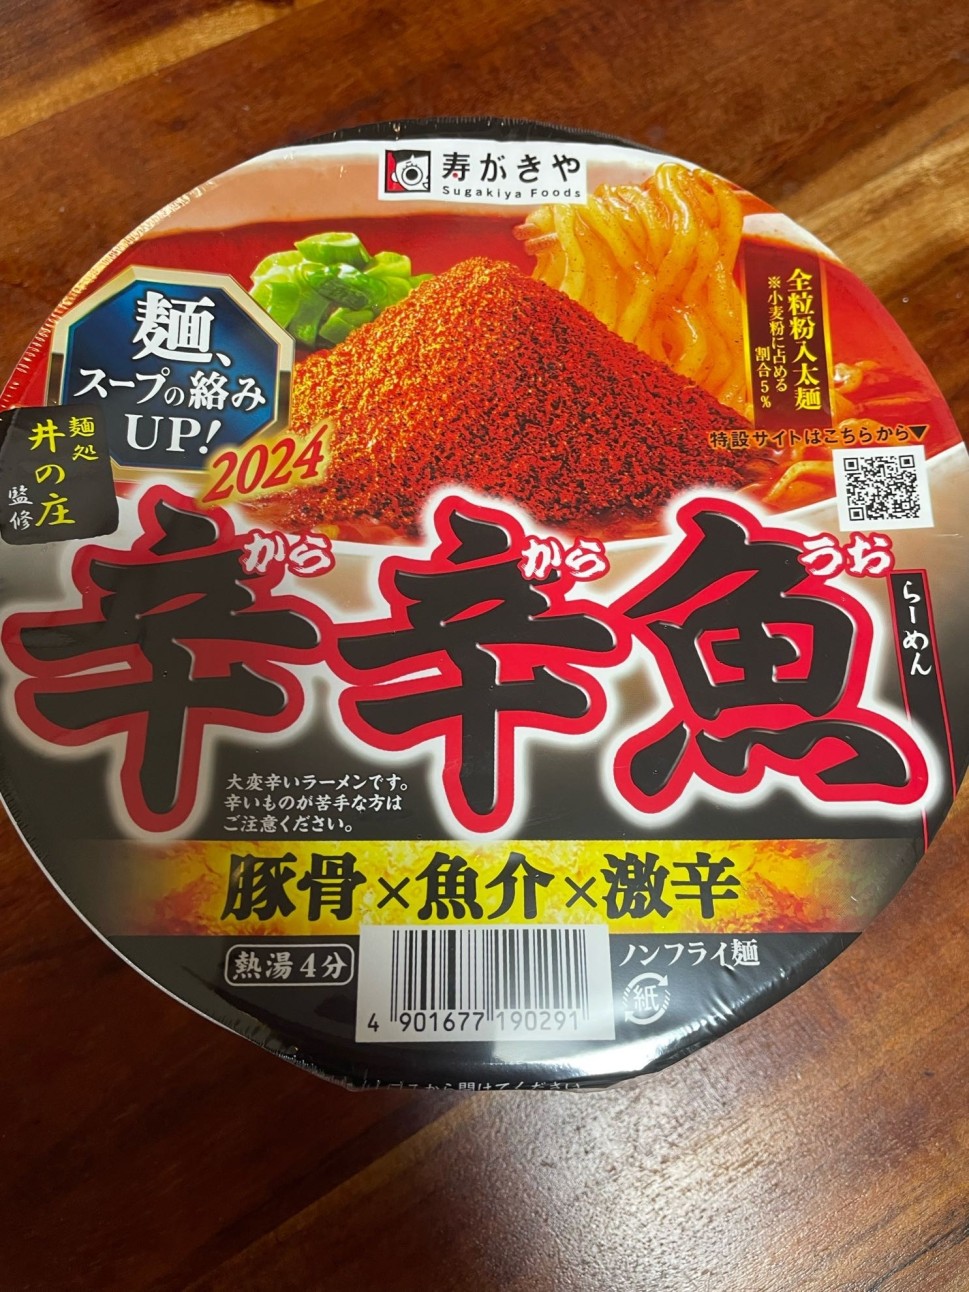 寿がきや
Sugakiya Foods
麺、
スープの絡み
UP!
全粒粉入太麺
※小麦粉に占める
割合5%
特設サイトはこちらから▼
麺処
井の庄
監修
2024
辛辛魚
から
から
うお
らーめん
大変辛いラーメンです。
辛いものが苦手な方は
ご注意ください。
豚骨×魚介×激辛
熱湯4分
ノンフライ麺
紙
4 901677 190291